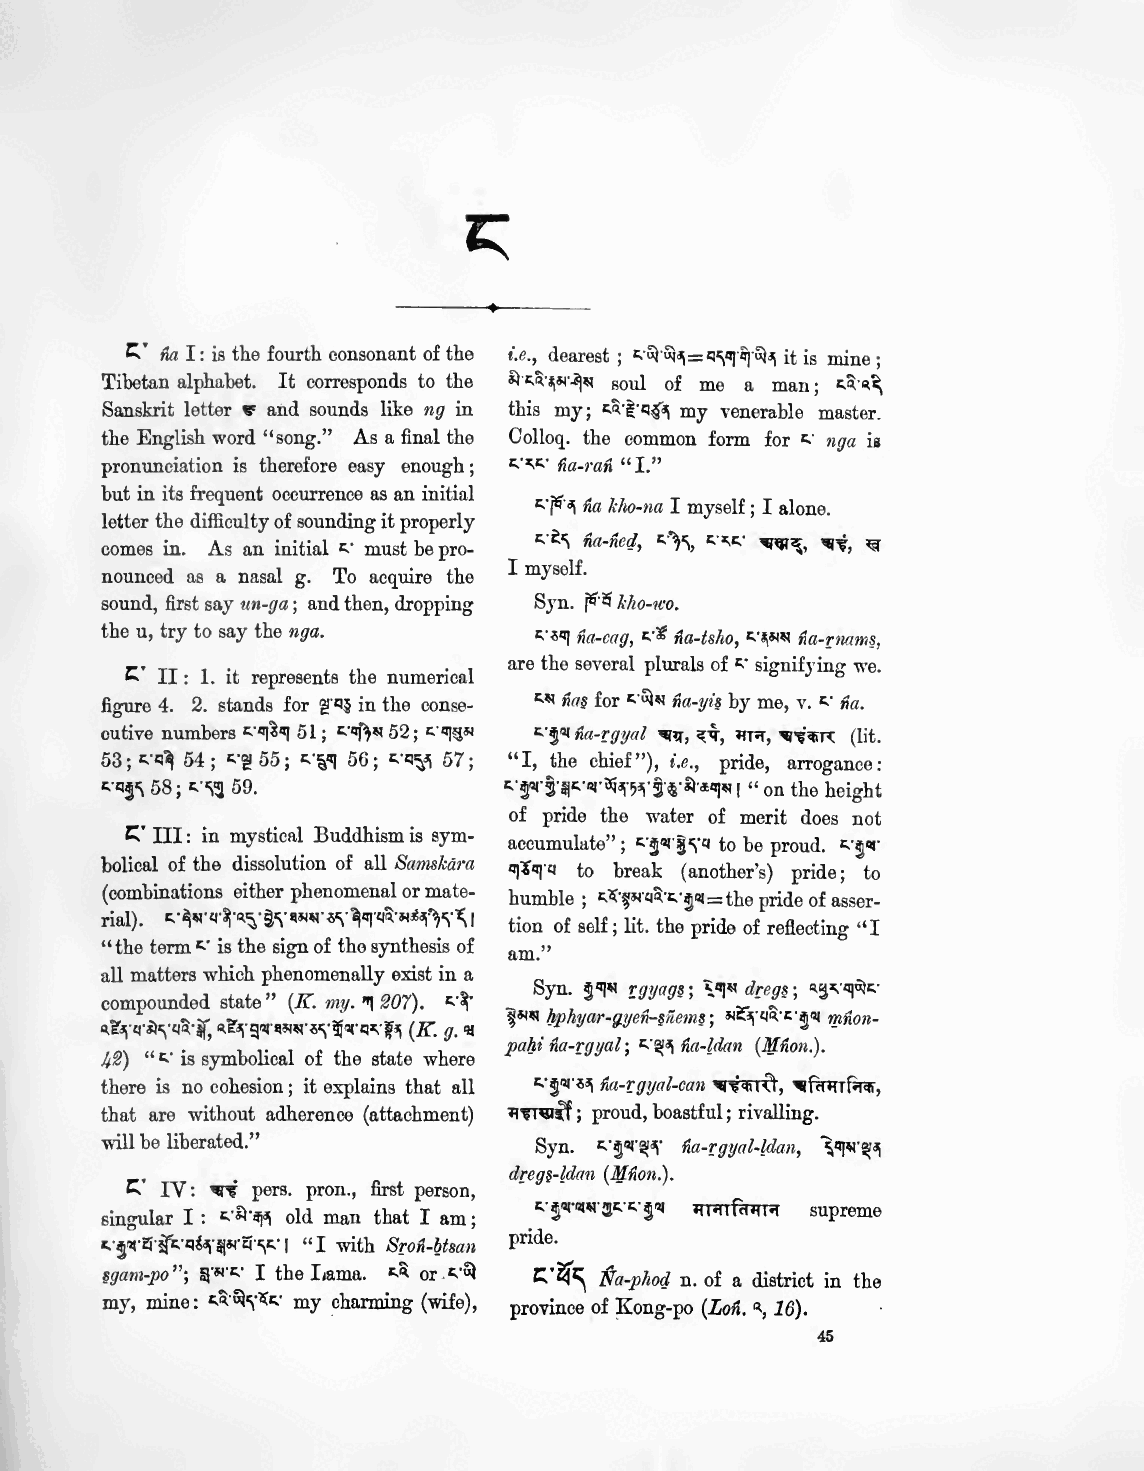 ང
ང་ ṅa I: is the fourth consonant of the
Tibetan alphabet. It corresponds to the
Sanskrit letter ङ and sounds like ng in
the English word “song.” As a final the
pronunciation is therefore easy enough;
but in its frequent occurrence as an initial
letter the difficulty of sounding it properly
comes in. As an initial ང་ must be pro-
nounced as a nasal g. To acquire the
sound, first say un-ga; and then, dropping
the u, try to say the nga.
ང་ II: 1. it represents the numerical
figure 4. 2. stands for ལྔ་བཅུ in the conse-
cutive numbers ང་གཅིག 51; ང་གཉིས 52; ང་གསུམ
53; ང་བཞི 54; ང་ལྔ 55; ང་དྲུག 56; ང་བདུན 57;
ང་བརྒྱད 58; ང་དགུ 59.
ང་ III: in mystical Buddhism is sym-
bolical of the dissolution of all Samskāra
(combinations either phenomenal or mate-
rial). ང་ཞེས་པ་ནི་འདུ་བྱེད་ཐམས་ཅད་ཞིག་པའི་མཚན་ཉིད་དེ།
“the term ང་ is the sign of the synthesis of
all matters which phenomenally exist in a
compounded state” (K. my. ཀ 207). ང་ནི་
འཛིན་པ་མེད་པའི་སྒོ, འཛིན་བྲལ་ཐམས་ཅད་གྲོལ་བར་སྟོན (K. g. ཨ
42) “ང་ is symbolical of the state where
there is no cohesion; it explains that all
that are without adherence (attachment)
will be liberated.”
ང་ IV: अहं pers. pron., first person,
singular I: ང་མི་རྒན old man that I am;
ང་རྒྱལ་པོ་སྲོང་བཙན་སྒམ་པོ་དང་། “I with Sroṅ-btsan
sgam-po”; བླ་མ་ང་ I the Lama. ངའི or ང་ཡི
my, mine: ངའི་ཡིད་འོང་ my charming (wife),
i.e., dearest; ང་ཡི་ཡིན=བདག་གི་ཡིན it is mine;
མི་ངའི་རྣམ་ཤེས soul of me a man; ངའི་འདི
this my; ངའི་རྗེ་བཙུན my venerable master.
Colloq. the common form for ང་ nga is
ང་རང་ ṅa-raṅ “I.”
ང་ཁོ་ན ṅa kho-na I myself; I alone.
ང་ངེད ṅa-ṅed, ང་ཉིད, ང་རང་ अस्मद्, अहं, ख
I myself.
Syn. ཁོ་བོ kho-wo.
ང་ཅག ṅa-cag, ང་ཚོ ṅa-tsho, ང་རྣམས ṅa-rnams,
are the several plurals of ང་ signifying we.
ངས ṅas for ང་ཡིས ṅa-yis by me, v. ང་ ṅa.
ང་རྒྱལ ṅa-rgyal अग्र, दर्प, मान, अहंकार (lit.
“I, the chief”), i.e., pride, arrogance:
ང་རྒྱལ་གྱི་སྒང་ལ་ཡོན་ཏན་གྱི་ཆུ་མི་ཆགས། “on the height
of pride the water of merit does not
accumulate”; ང་རྒྱལ་སྐྱེད་པ to be proud. ང་རྒྱལ་
གཅོག་པ to break (another’s) pride; to
humble; ངའོ་སྙམ་པའི་ང་རྒྱལ=the pride of asser-
tion of self; lit. the pride of reflecting “I
am.”
Syn. རྒྱགས rgyags; དྲེགས dregs; འཕྱར་གཡེང་
སྙེམས hphyar-gyeṅ-sñems; མངོན་པའི་ང་རྒྱལ mṅon-
paḥi ṅa-rgyal; ང་ལྡན ṅa-ldan (Mṅon.).
ང་རྒྱལ་ཅན ṅa-rgyal-can अहंकारी, अतिमानिक,
proud, boastful; rivalling.
Syn. ང་རྒྱལ་ལྡན་ ṅa-rgyal-ldan, དྲེགས་ལྡན
dregs-ldan (Mṅon.).
ང་རྒྱལ་ལས་ཀྱང་ང་རྒྱལ मानातिमान supreme
pride.
ང་ཕོད Ṅa-phod n. of a district in the
province of Kong-po (Loṅ. འ, 16).
45